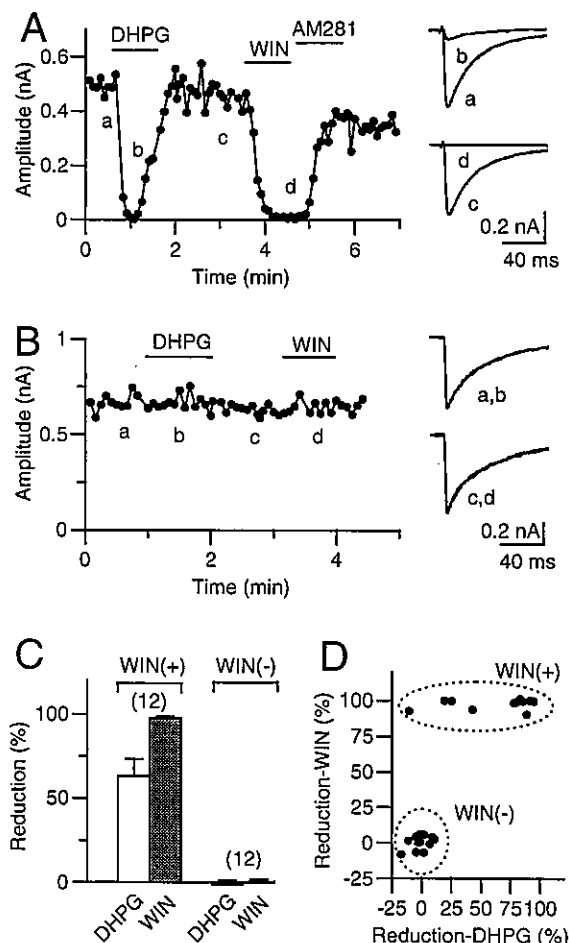 A
DHPG
WIN
AM281
Amplitude (nA)
0.6
0.4
0.2
0
a
b
c
d
0
2
4
6
Time (min)
b
a
d
c
0.2 nA
40 ms
B
DHPG
WIN
Amplitude (nA)
1
0.5
0
a
b
c
d
0
2
4
Time (min)
a,b
c,d
0.2 nA
40 ms
C
WIN(+)
WIN(-)
(12)
(12)
Reduction (%)
100
50
0
DHPG
WIN
DHPG
WIN
D
WIN(+)
WIN(-)
Reduction-WIN (%)
100
75
50
25
0
-25
-25 0 25 50 75 100
Reduction-DHPG (%)